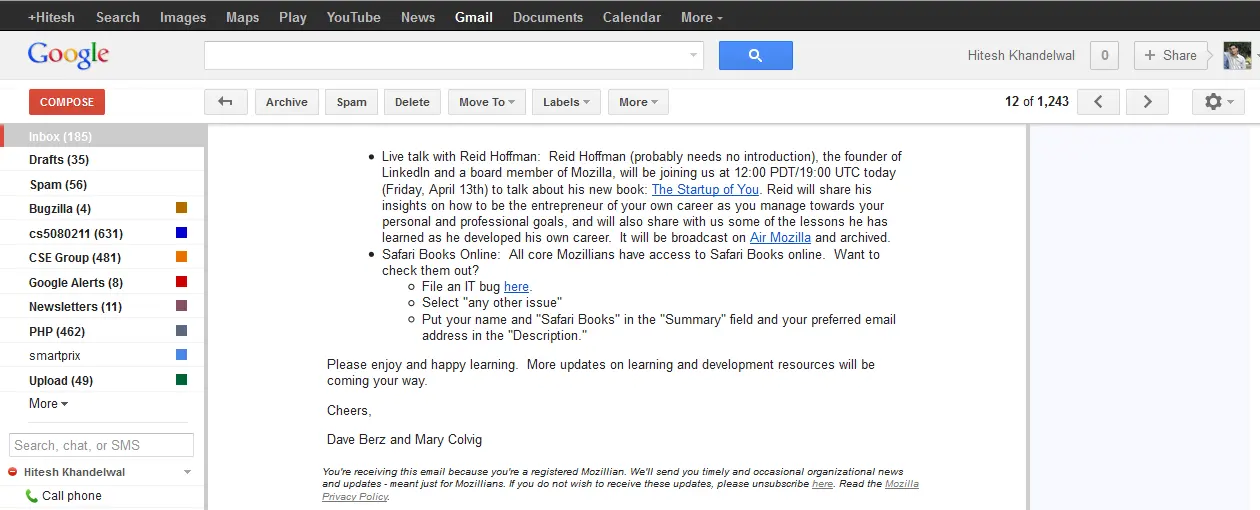 +Hitesh Search Images Maps Play YouTube News Gmail Documents Calendar More
Google
Hitesh Khandelwal 0 + Share
COMPOSE Archive Spam Delete Move To Labels More 12 of 1,243
Inbox (185)
Drafts (35)
Spam (56)
Bugzilla (4)
cs5080211 (631)
CSE Group (481)
Google Alerts (8)
Newsletters (11)
PHP (462)
smartprix
Upload (49)
More
Search, chat, or SMS
Hitesh Khandelwal
Call phone
• Live talk with Reid Hoffman:  Reid Hoffman (probably needs no introduction), the founder of
LinkedIn and a board member of Mozilla, will be joining us at 12:00 PDT/19:00 UTC today
(Friday, April 13th) to talk about his new book: The Startup of You. Reid will share his
insights on how to be the entrepreneur of your own career as you manage towards your
personal and professional goals, and will also share with us some of the lessons he has
learned as he developed his own career.  It will be broadcast on Air Mozilla and archived.
• Safari Books Online:  All core Mozillians have access to Safari Books online.  Want to
check them out?
○ File an IT bug here.
○ Select "any other issue"
○ Put your name and "Safari Books" in the "Summary" field and your preferred email
address in the "Description."
Please enjoy and happy learning.  More updates on learning and development resources will be
coming your way.
Cheers,
Dave Berz and Mary Colvig
You're receiving this email because you're a registered Mozillian. We'll send you timely and occasional organizational news
and updates - meant just for Mozillians. If you do not wish to receive these updates, please unsubscribe here. Read the Mozilla
Privacy Policy.